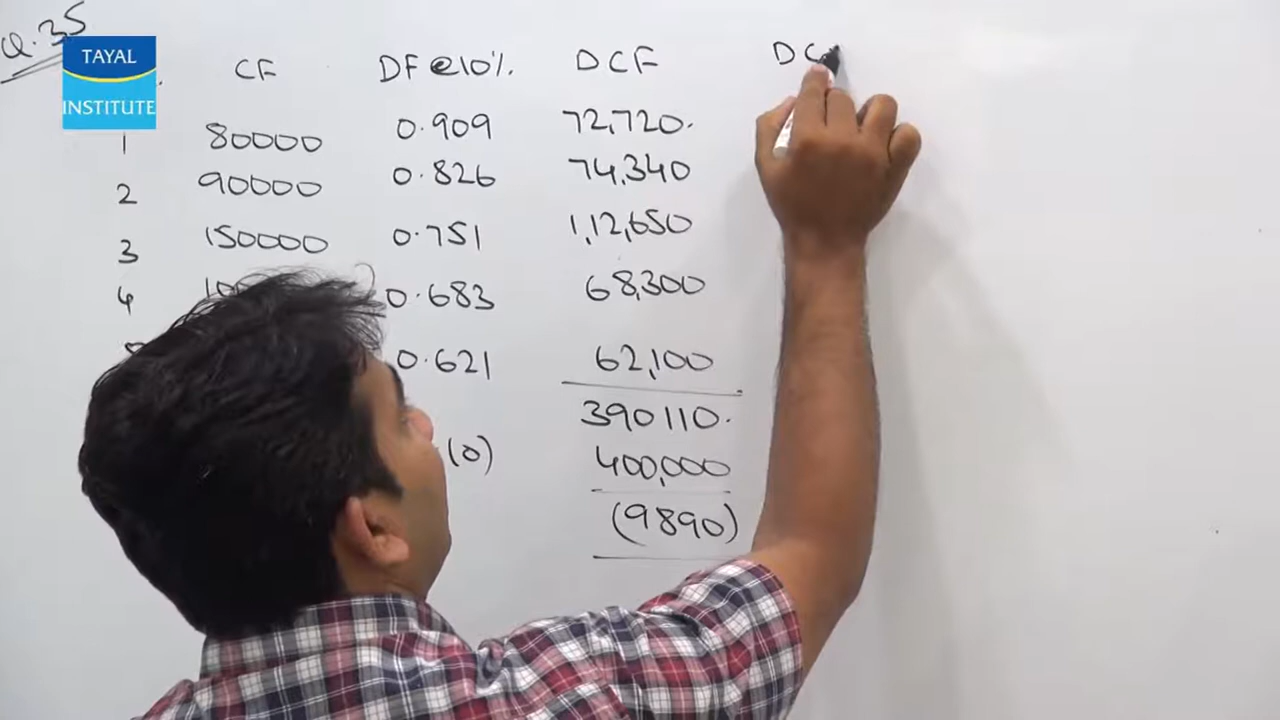 Q.35
TAYAL
INSTITUTE
CF DF @10%. DCF DC
1 80000 0.909 72,720.
2 90000 0.826 74,340
3 150000 0.751 1,12,650
4 0.683 68,300
0.621 62,100
390110.
(0) 400,000
(9890)